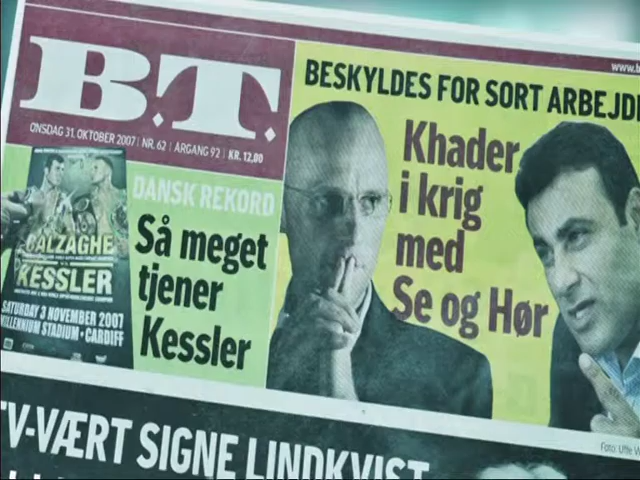 B.T.
ONSDAG 31. OKTOBER 2007 | NR. 62 | ÅRGANG 92 | KR. 12,00
www.b
BESKYLDES FOR SORT ARBEJDE
Khader
i krig
med
Se og Hør
DANSK REKORD
Så meget
tjener
Kessler
CALZAGHE
KESSLER
SATURDAY 3 NOVEMBER 2007
MILLENNIUM STADIUM • CARDIFF
Foto: Uffe W
TV-VÆRT SIGNE LINDKVIST